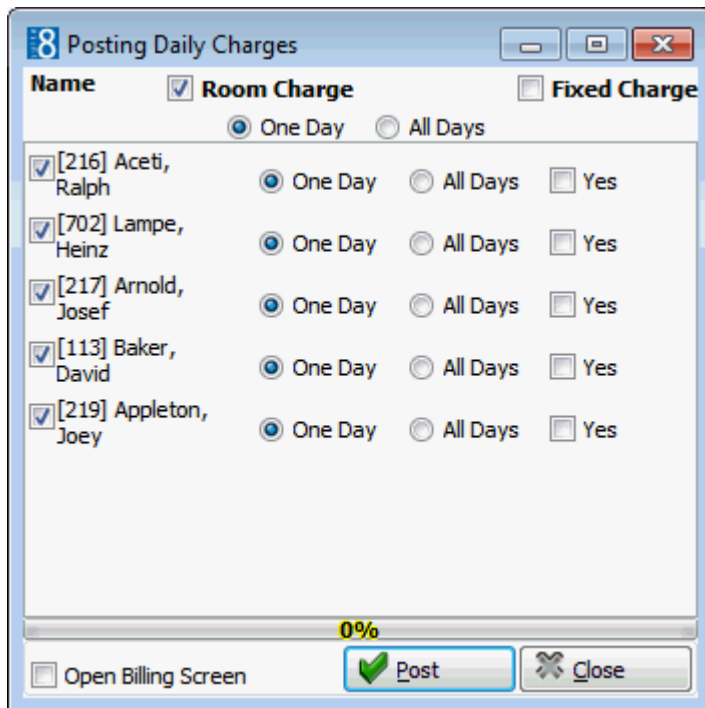 8 Posting Daily Charges
Name Room Charge Fixed Charge
One Day All Days
[216] Aceti,
Ralph One Day All Days Yes
[702] Lampe,
Heinz One Day All Days Yes
[217] Arnold,
Josef One Day All Days Yes
[113] Baker,
David One Day All Days Yes
[219] Appleton,
Joey One Day All Days Yes
0%
Open Billing Screen Post Close